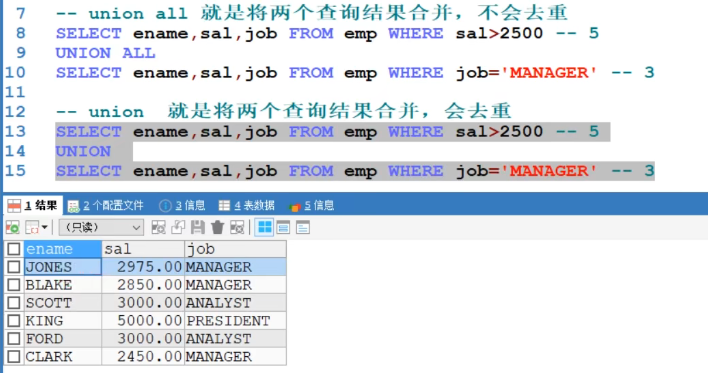 7 -- union all 就是将两个查询结果合并，不会去重
8 SELECT ename,sal,job FROM emp WHERE sal>2500 -- 5
9 UNION ALL
10 SELECT ename,sal,job FROM emp WHERE job='MANAGER' -- 3
11
12 -- union 就是将两个查询结果合并，会去重
13 SELECT ename,sal,job FROM emp WHERE sal>2500 -- 5
14 UNION
15 SELECT ename,sal,job FROM emp WHERE job='MANAGER' -- 3
1 结果 2 个配置文件 3 信息 4 表数据 5 信息
（只读）
ename sal job
JONES 2975.00 MANAGER
BLAKE 2850.00 MANAGER
SCOTT 3000.00 ANALYST
KING 5000.00 PRESIDENT
FORD 3000.00 ANALYST
CLARK 2450.00 MANAGER